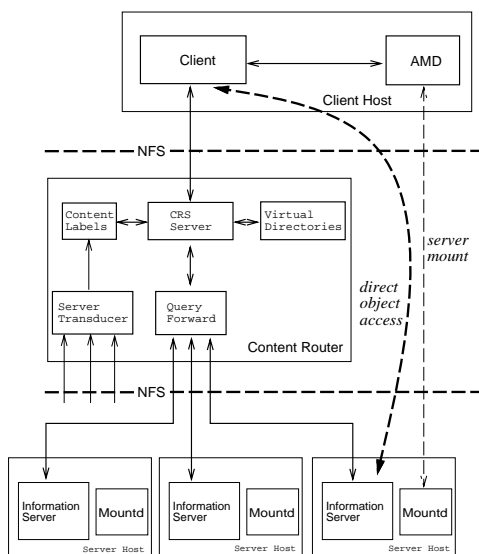 Client
AMD
Client Host
NFS
Content
Labels
CRS
Server
Virtual
Directories
server
mount
direct
object
access
Server
Transducer
Query
Forward
Content Router
NFS
Information
Server
Mountd
Server Host
Information
Server
Mountd
Server Host
Information
Server
Mountd
Server Host